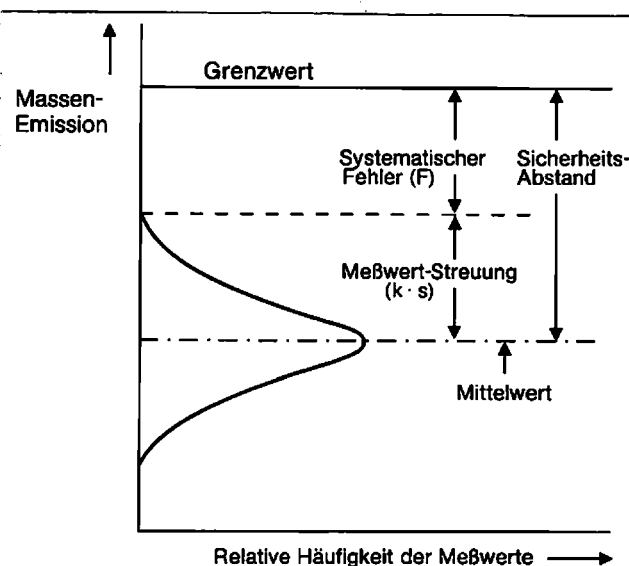 Grenzwert
Massen-
Emission
Systematischer
Fehler (F)
Sicherheits-
Abstand
Meßwert-Streuung
(k · s)
Mittelwert
Relative Häufigkeit der Meßwerte